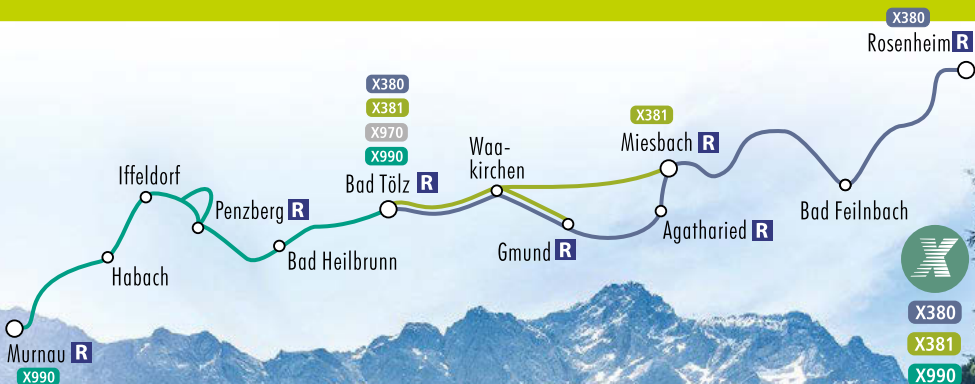 X380
Rosenheim R
X380
X381
X970
X990
Bad Tölz R
Waa-
kirchen
X381
Miesbach R
Iffeldorf
Penzberg R
Bad Feilnbach
Agatharied R
Gmund R
Bad Heilbrunn
Habach
X
X380
X381
X990
Murnau R
X990